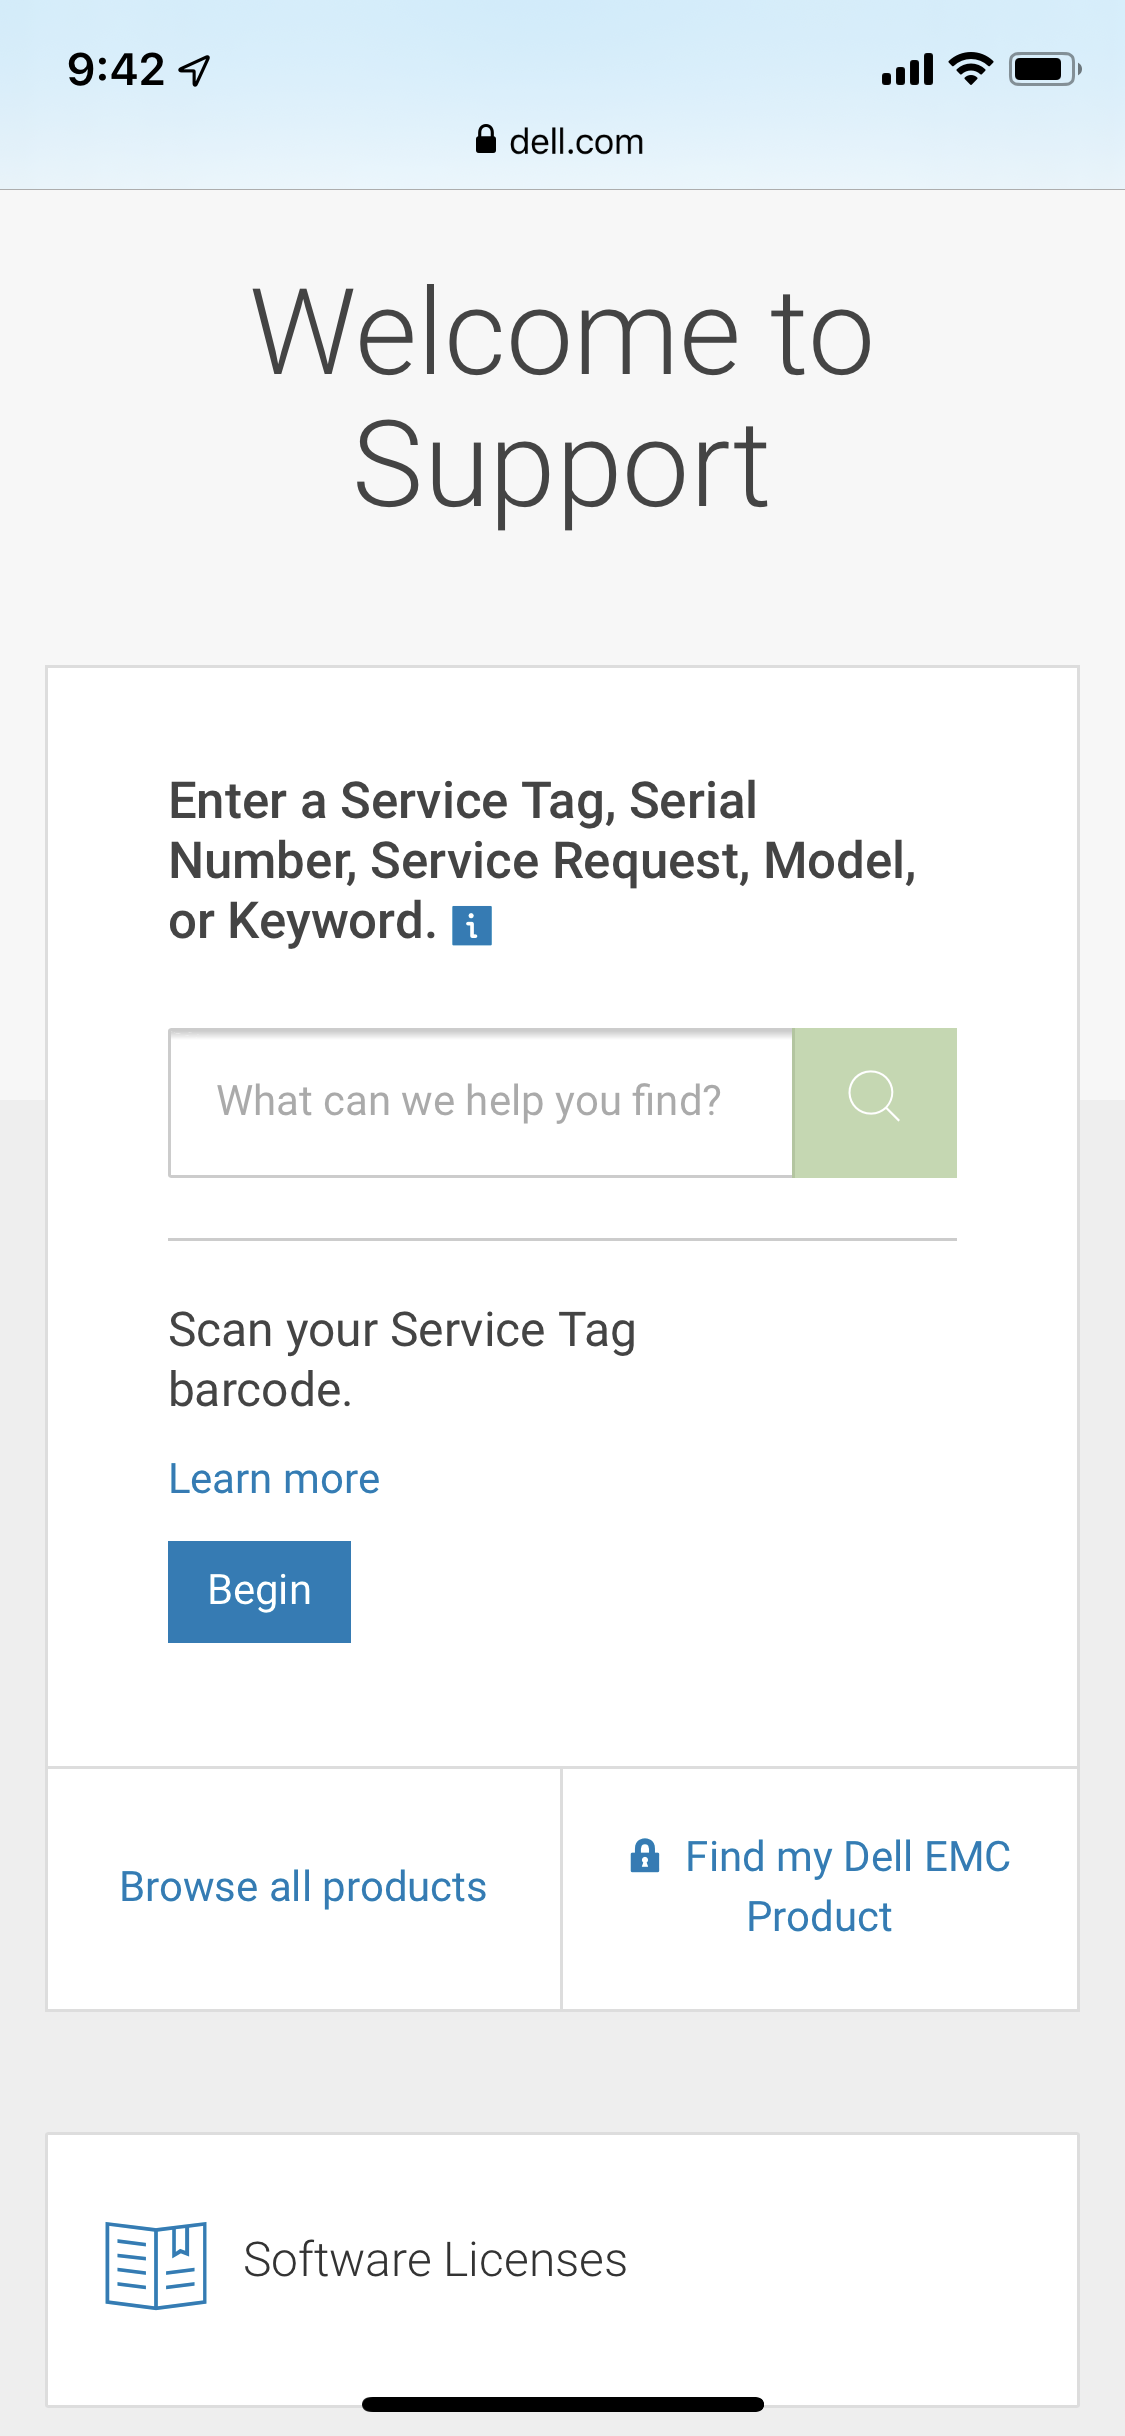 9:42
dell.com
Welcome to
Support
Enter a Service Tag, Serial
Number, Service Request, Model,
or Keyword. i
What can we help you find?
Scan your Service Tag
barcode.
Learn more
Begin
Browse all products
Find my Dell EMC
Product
Software Licenses